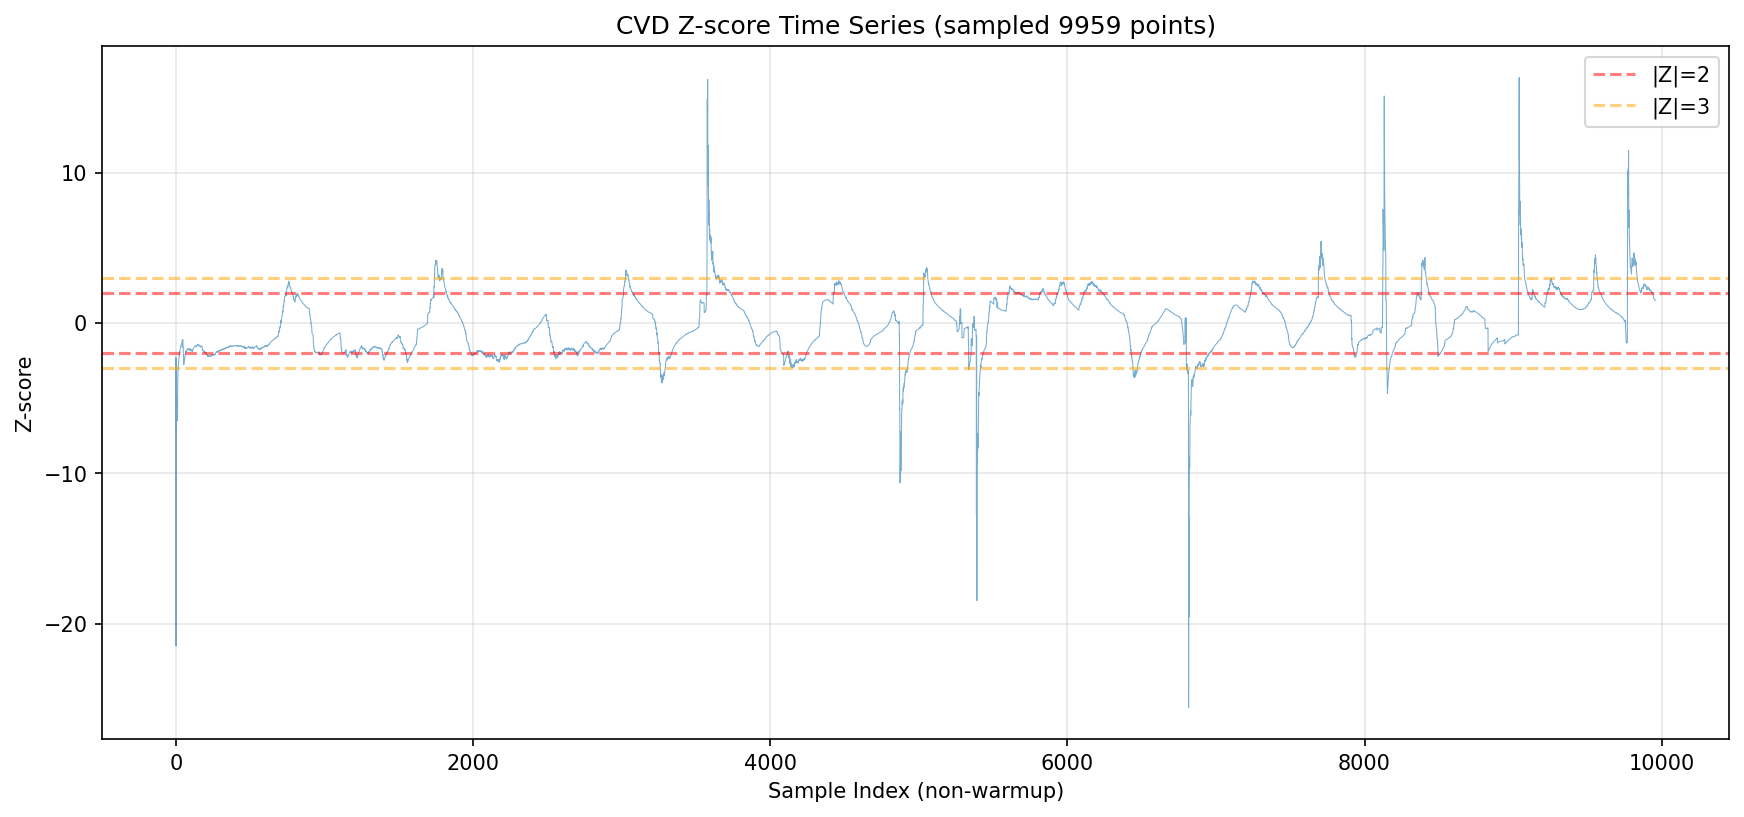 CVD Z-score Time Series (sampled 9959 points)
|Z|=2
|Z|=3
10
0
−10
−20
Z-score
0
2000
4000
6000
8000
10000
Sample Index (non-warmup)